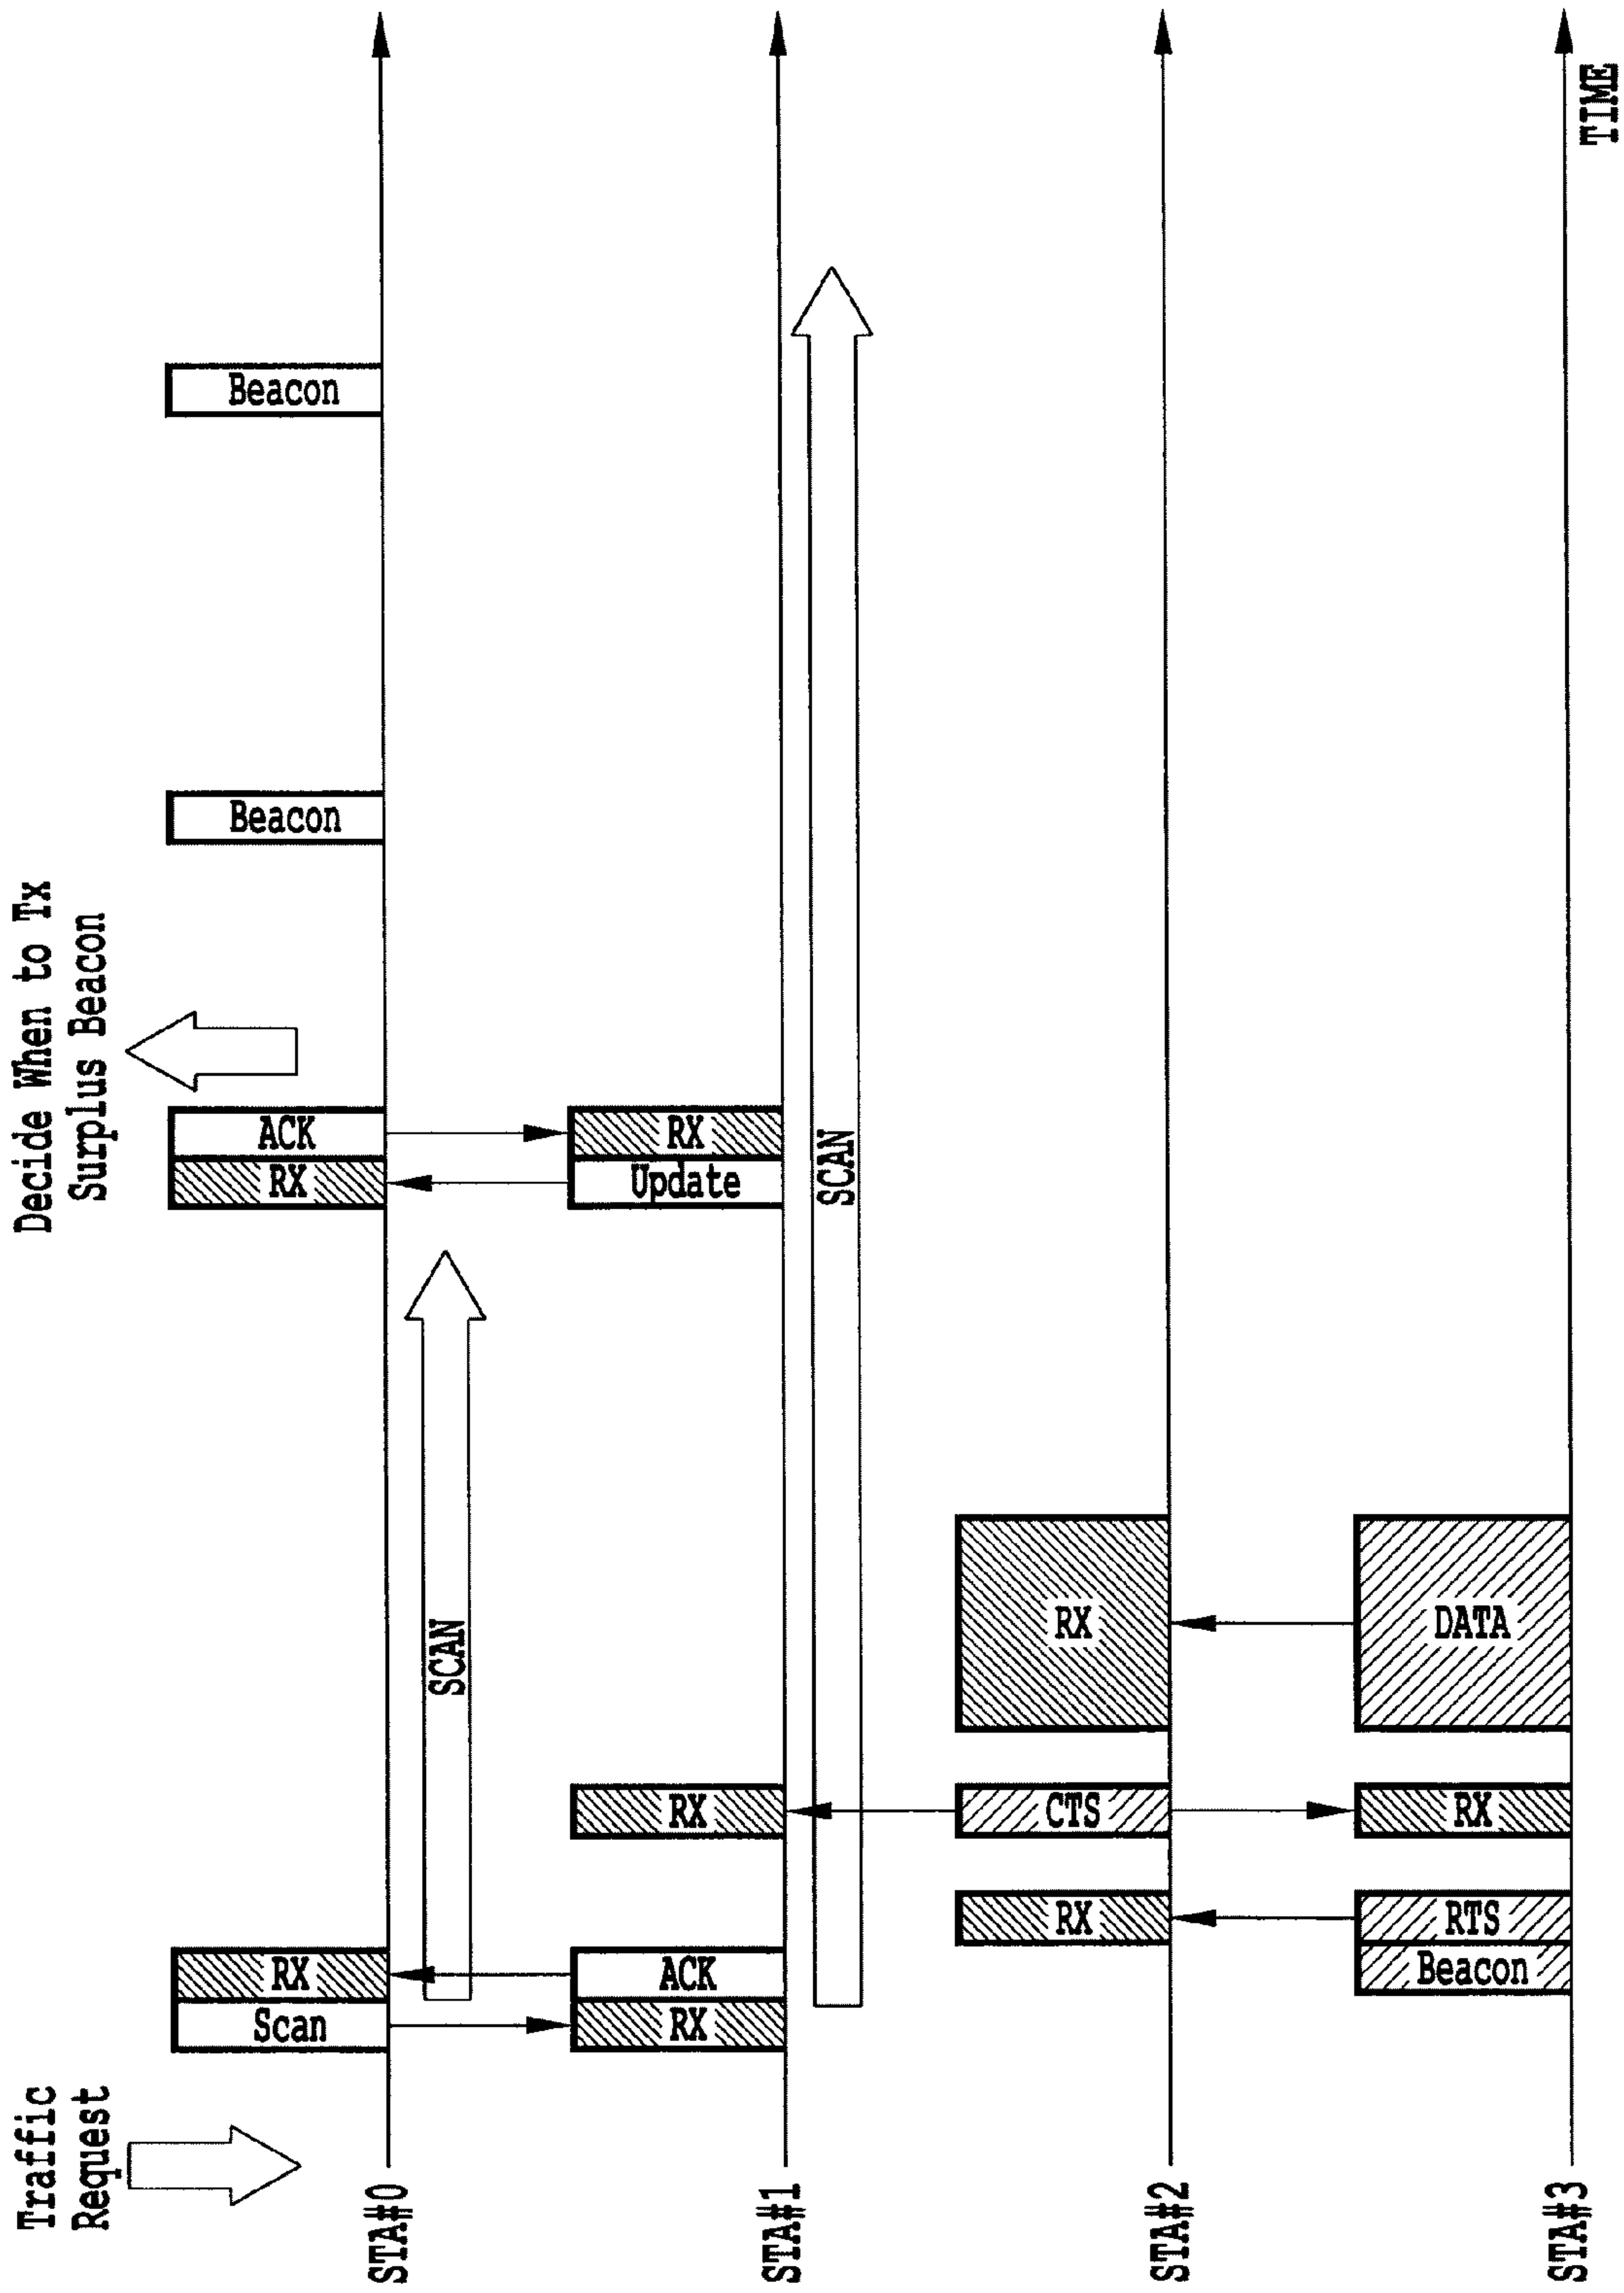 Traffic
Request
Decide When to Tx
Surplus Beacon
STA#0
Scan
RX
RX
ACK
Beacon
Beacon
SCAN
STA#1
RX
ACK
RX
Update
RX
SCAN
STA#2
RX
CTS
RX
STA#3
Beacon
RTS
RX
DATA
TIME